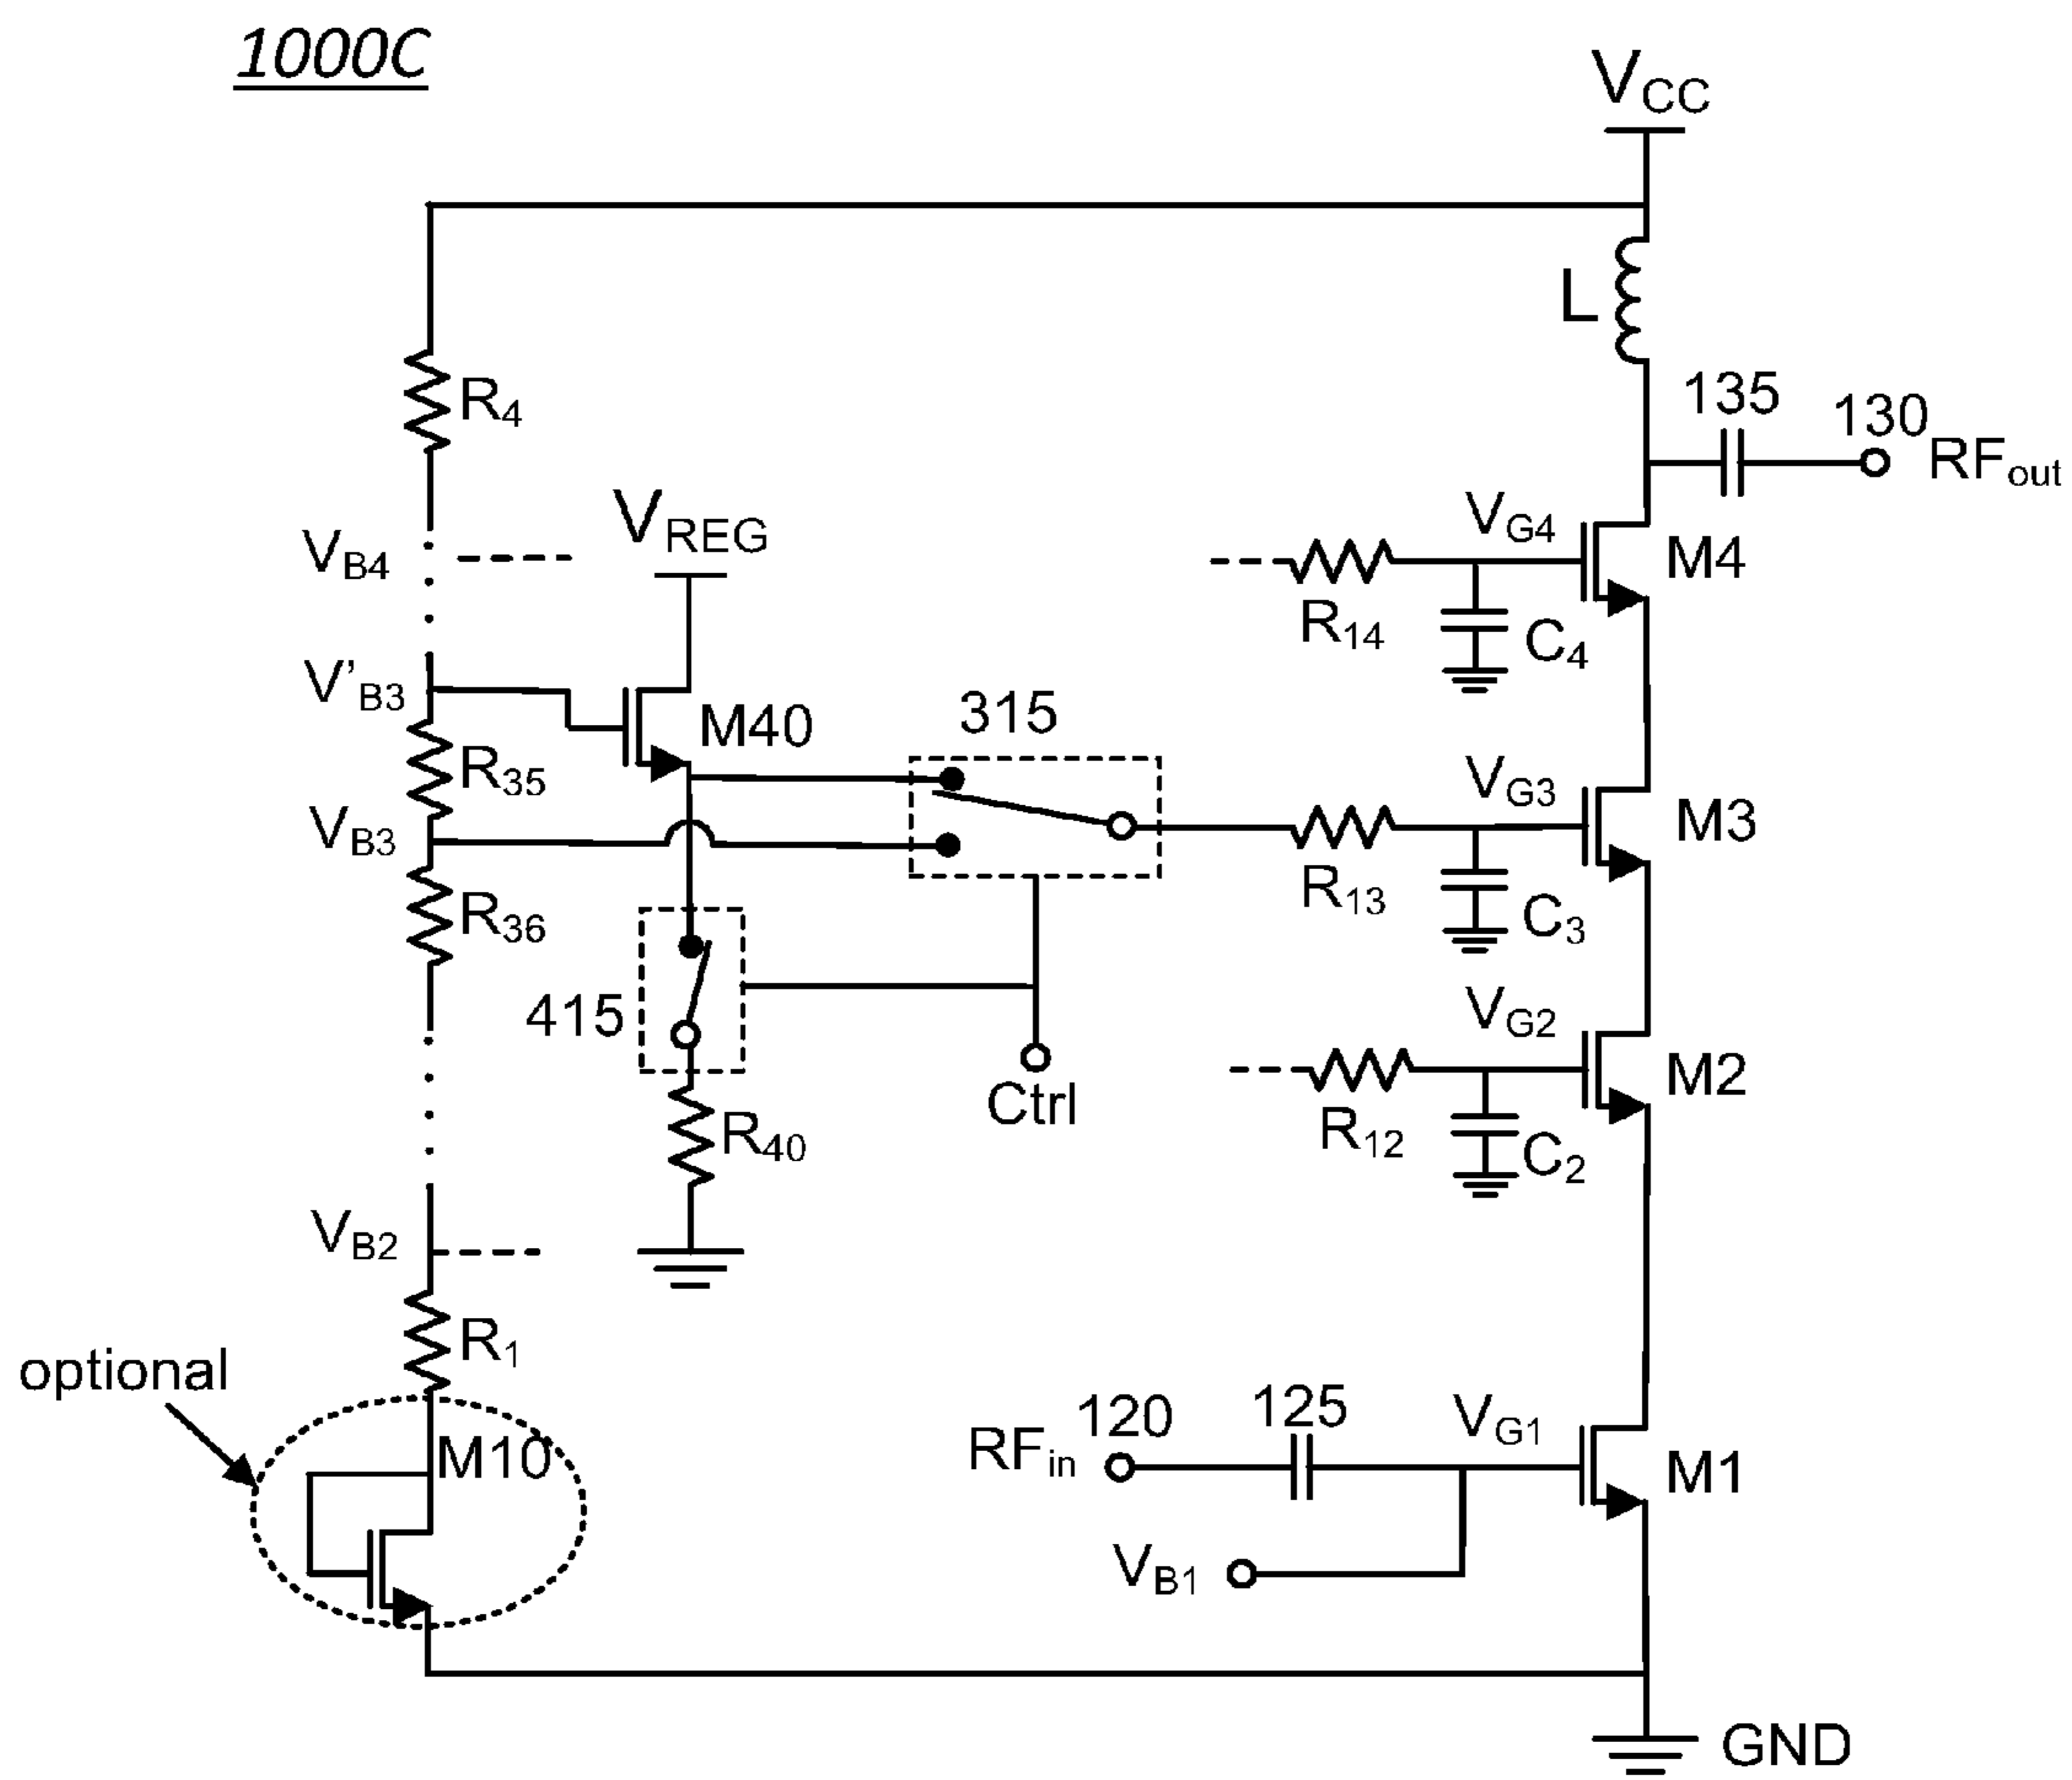 1000C
VCC
L
135
130
RFout
R4
VREG
VG4
M4
VB4
R14
C4
V'B3
M40
315
R35
VG3
M3
VB3
R13
C3
R36
415
VG2
M2
Ctrl
R40
R12
C2
VB2
R1
optional
M10
RFin
120
125
VG1
M1
VB1
GND